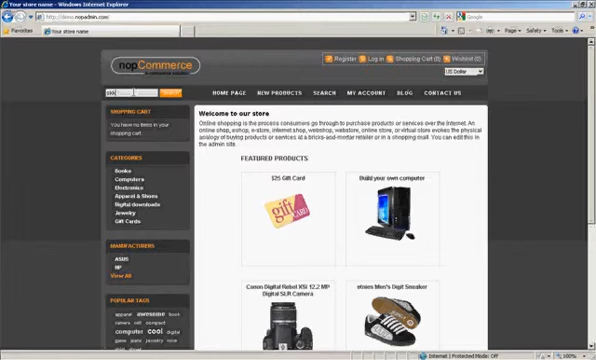 Your store name - Windows Internet Explorer
http://demo.nopadmin.com/
Google
Favorites
Your store name
Page
Safety
Tools
nopCommerce
Register
Log in
Shopping Cart (0)
Wishlist (0)
US Dollar
Search
HOME PAGE
NEW PRODUCTS
SEARCH
MY ACCOUNT
BLOG
CONTACT US
SHOPPING CART
You have no items in your
shopping cart.
CATEGORIES
Books
Computers
Electronics
Apparel & Shoes
Digital downloads
Jewelry
Gift Cards
MANUFACTURERS
ASUS
HP
View All
POPULAR TAGS
apparel awesome book
camera cell compact
computer cool digital
game jewelry
Welcome to our store
Online shopping is the process consumers go through to purchase products or services over the Internet. An
online shop, eshop, e-store, internet shop, webshop, webstore, online store, or virtual store evokes the physical
analogy of buying products or services at a bricks-and-mortar retailer or in a shopping mall. You can edit this in
the admin site.
FEATURED PRODUCTS
$25 Gift Card
gift
CARD
Build your own computer
Canon Digital Rebel XSi 12.2 MP
Digital SLR Camera
etnies Men's Digit Sneaker
Internet | Protected Mode: Off
100%